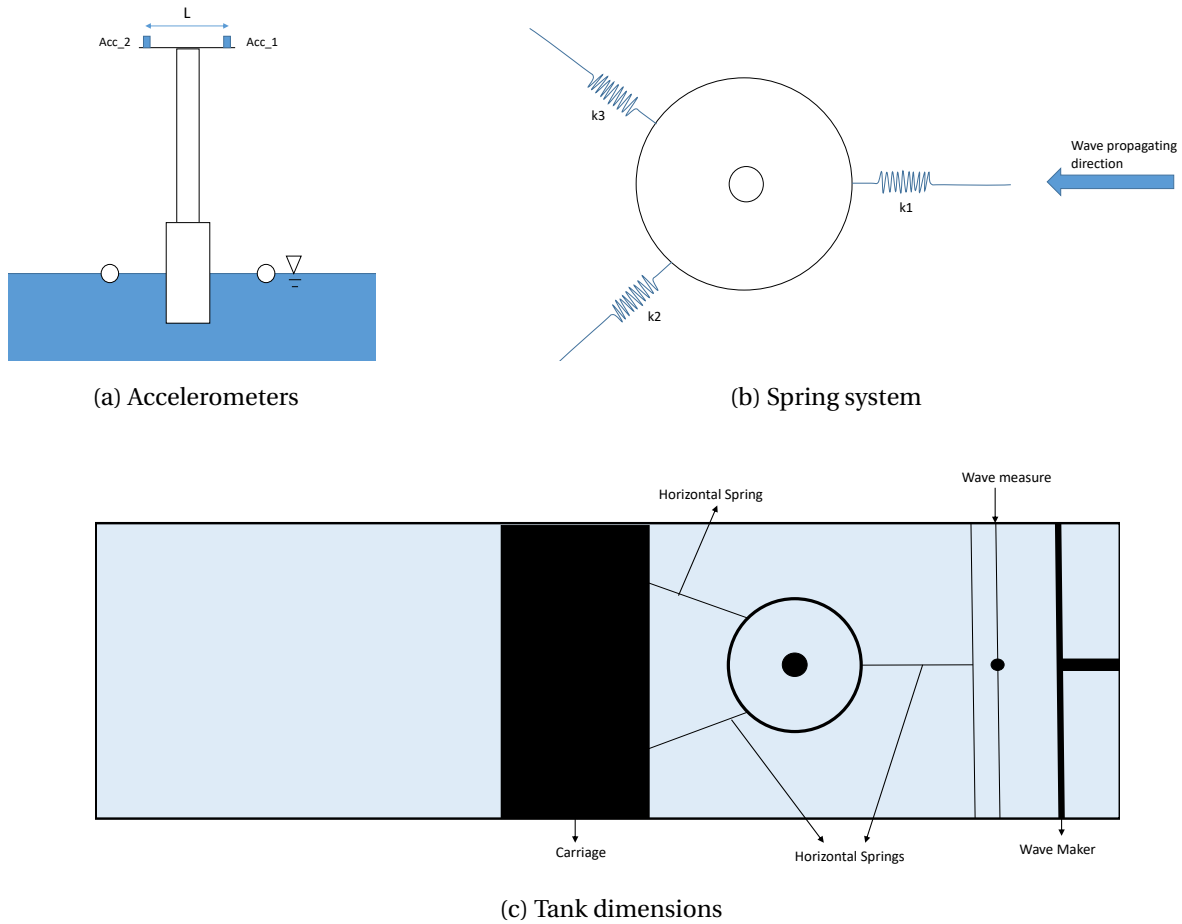 L
Acc_2
Acc_1
(a) Accelerometers
k3
k1
k2
Wave propagating
direction
(b) Spring system
Horizontal Spring
Wave measure
Carriage
Horizontal Springs
Wave Maker
(c) Tank dimensions